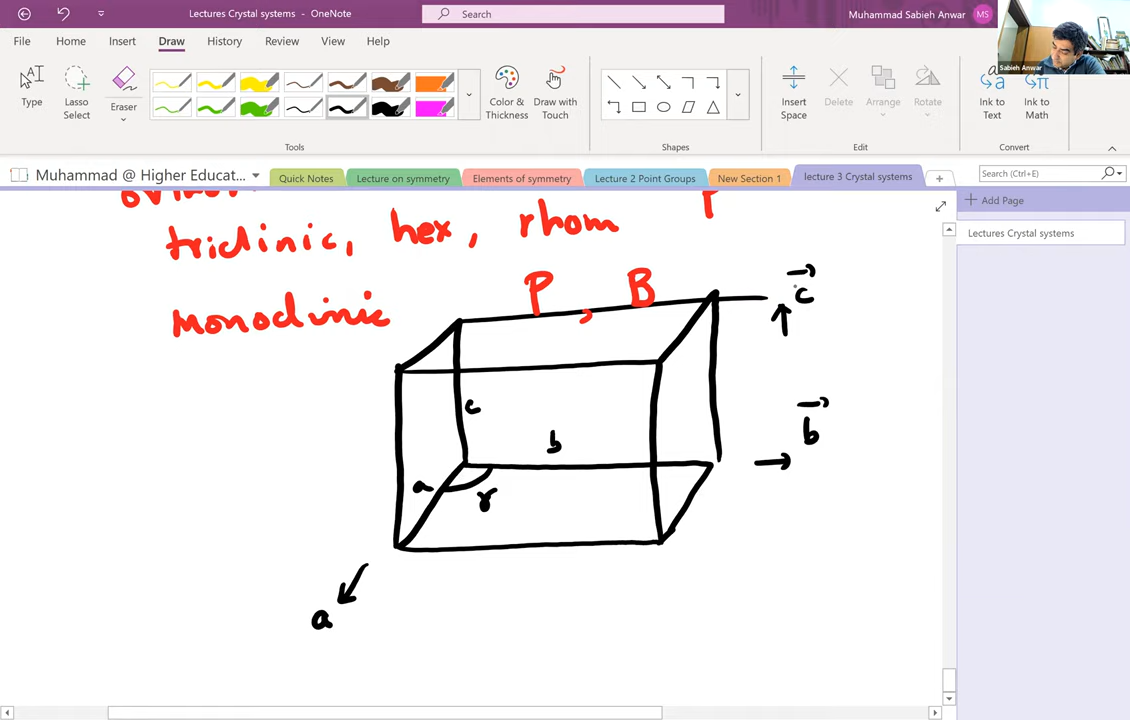 Lectures Crystal systems - OneNote
Search
Muhammad Sabieh Anwar
MS
Sabieh Anwar
File Home Insert Draw History Review View Help
Type
Lasso Select
Eraser
Color & Thickness
Draw with Touch
Insert Space
Delete
Arrange
Rotate
Ink to Text
Ink to Math
Tools
Shapes
Edit
Convert
Muhammad @ Higher Educat...
Quick Notes
Lecture on symmetry
Elements of symmetry
Lecture 2 Point Groups
New Section 1
lecture 3 Crystal systems
Search (Ctrl+E)
Add Page
Lectures Crystal systems
triclinic, hex, rhom P
monoclinic P, B
c
c
b
b
a
γ
a